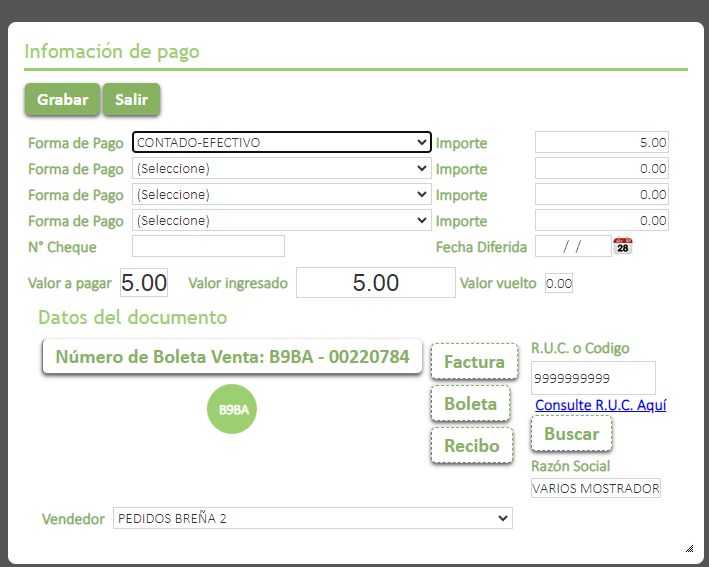 Infomación de pago
Grabar Salir
Forma de Pago CONTADO-EFECTIVO Importe 5.00
Forma de Pago (Seleccione) Importe 0.00
Forma de Pago (Seleccione) Importe 0.00
Forma de Pago (Seleccione) Importe 0.00
N° Cheque Fecha Diferida / / 28
Valor a pagar 5.00 Valor ingresado 5.00 Valor vuelto 0.00
Datos del documento
Número de Boleta Venta: B9BA - 00220784
B9BA
Factura
Boleta
Recibo
R.U.C. o Codigo
9999999999
Consulte R.U.C. Aquí
Buscar
Razón Social
VARIOS MOSTRADOR
Vendedor PEDIDOS BREÑA 2